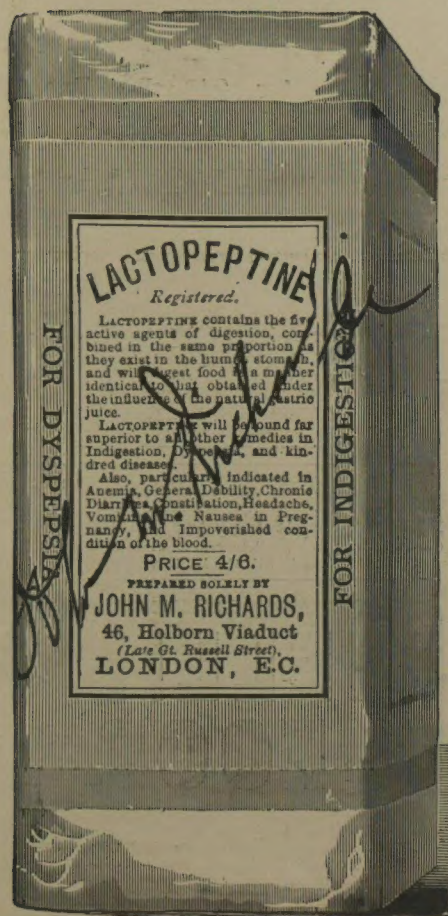 LACTOPEPTINE
Registered.
LACTOPEPTINE contains the five
active agents of digestion, com-
bined in the same proportion as
they exist in the human stomach,
and will digest food in a manner
identical to that obtained under
the influence of the natural gastric
juice.
LACTOPEPTINE will be found far
superior to all other remedies in
Indigestion, Dyspepsia, and kin-
dred diseases.
Also, particularly indicated in
Anemia, General Debility, Chronic
Diarrhœa, Constipation, Headache,
Vomiting and Nausea in Preg-
nancy, and Impoverished con-
dition of the blood.
PRICE 4/6.
PREPARED SOLELY BY
JOHN M. RICHARDS,
46, Holborn Viaduct
(Late Gt. Russell Street),
LONDON, E.C.
FOR DYSPEPSIA
FOR INDIGESTION.
Jno M Richards